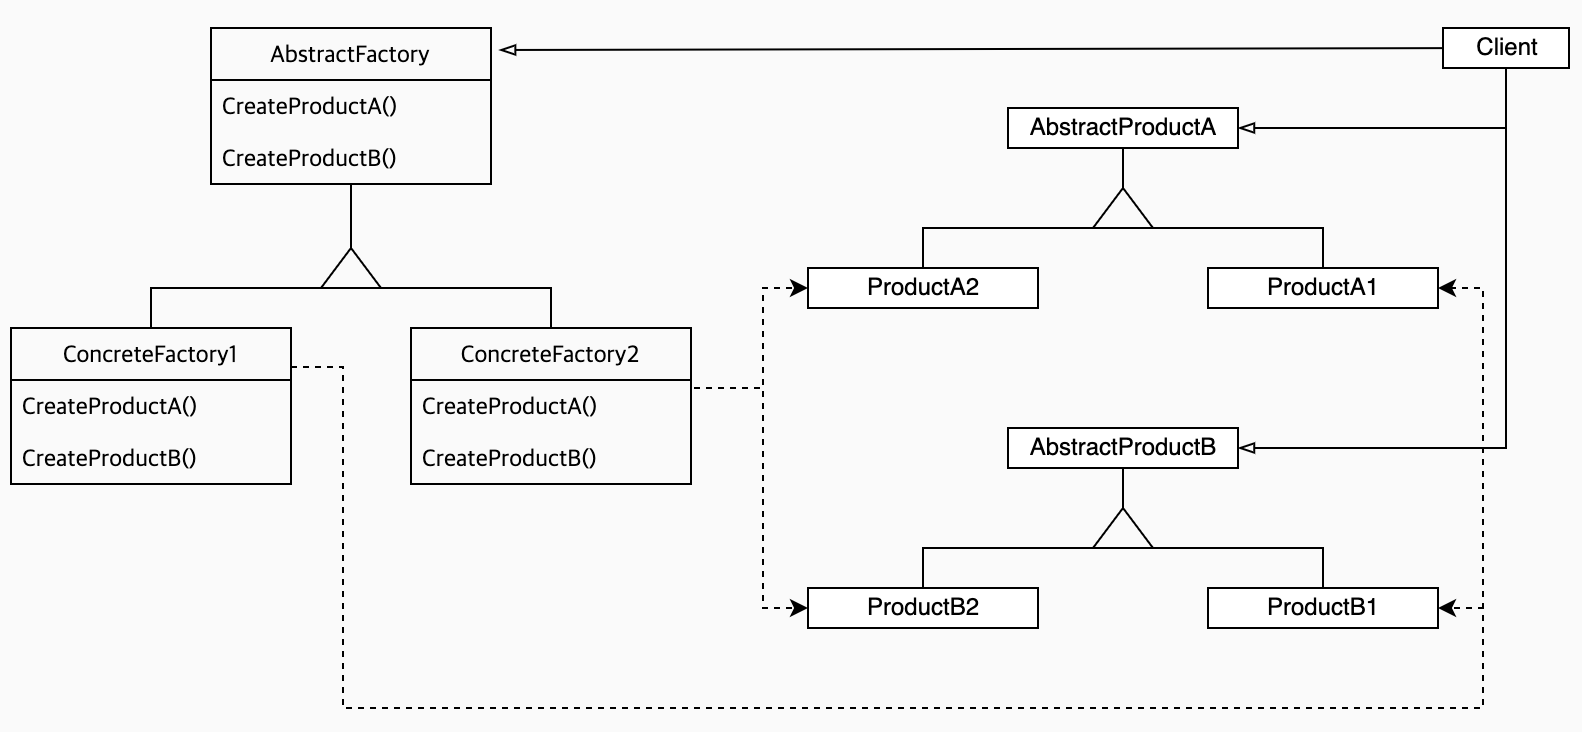 AbstractFactory
CreateProductA()
CreateProductB()
Client
AbstractProductA
ProductA2
ProductA1
ConcreteFactory1
CreateProductA()
CreateProductB()
ConcreteFactory2
CreateProductA()
CreateProductB()
AbstractProductB
ProductB2
ProductB1